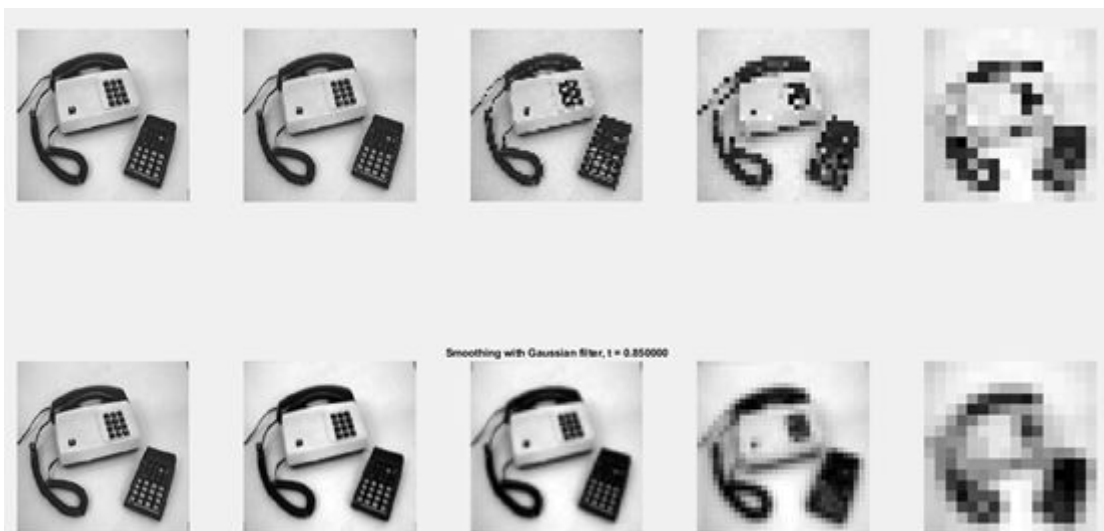 Smoothing with Gaussian filter, t = 0.850000